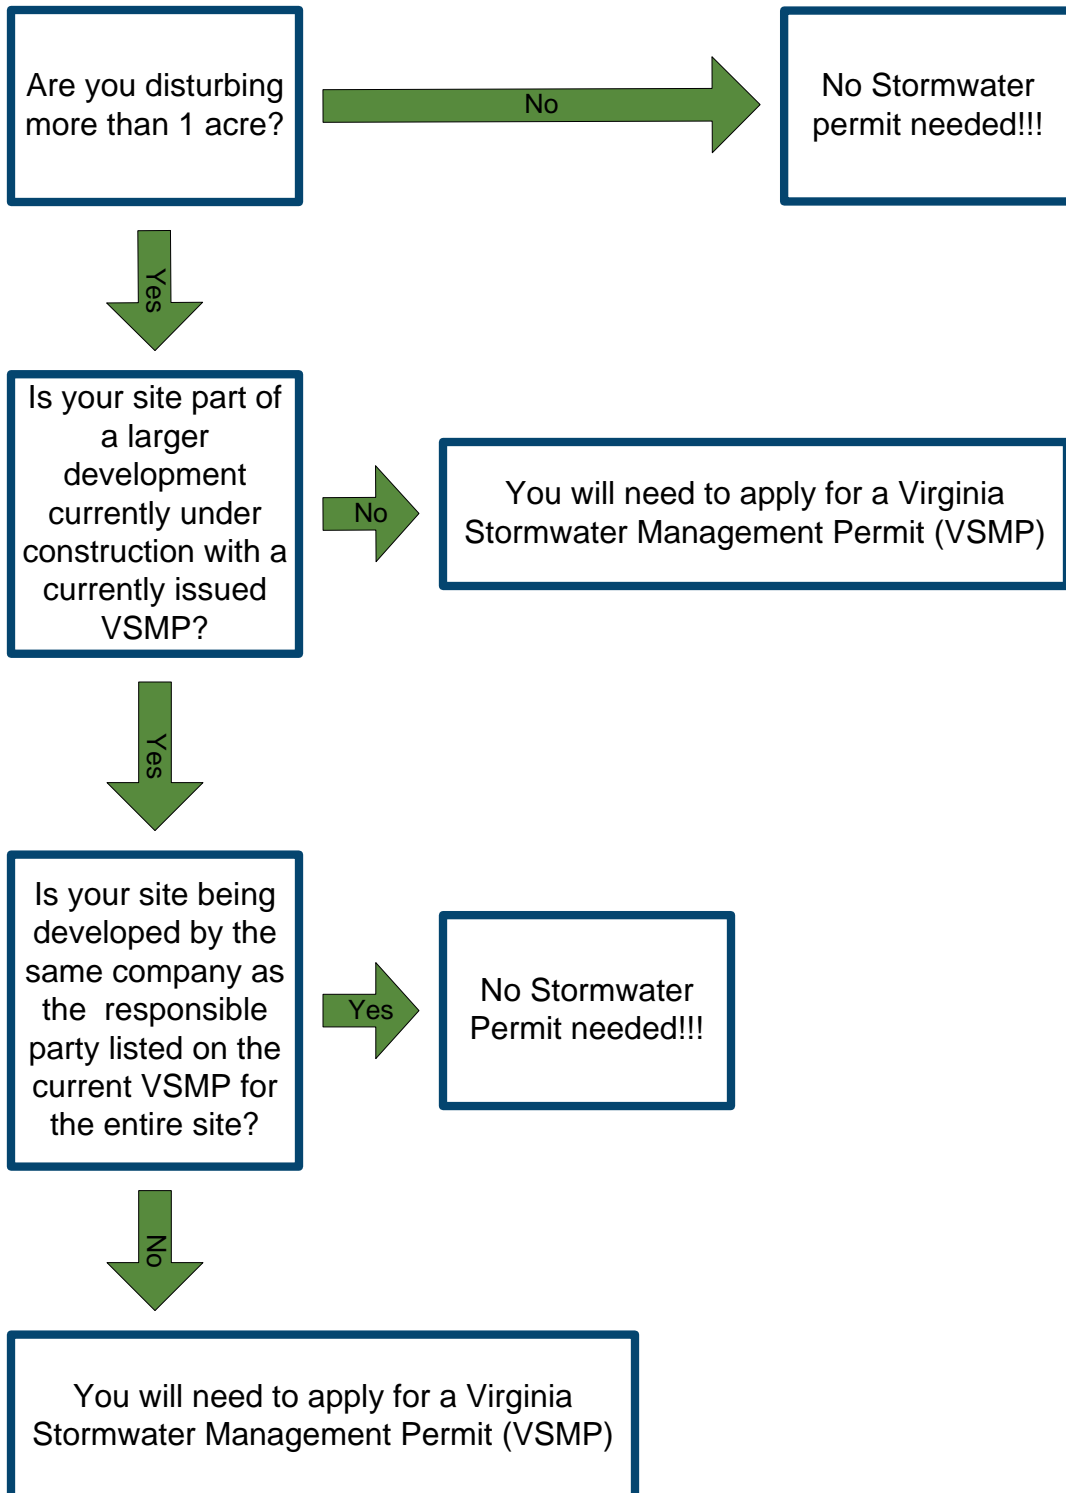 Are you disturbing
more than 1 acre?
No
No Stormwater
permit needed!!!
Yes
Is your site part of
a larger
development
currently under
construction with a
currently issued
VSMP?
No
You will need to apply for a Virginia
Stormwater Management Permit (VSMP)
Yes
Is your site being
developed by the
same company as
the  responsible
party listed on the
current VSMP for
the entire site?
Yes
No Stormwater
Permit needed!!!
No
You will need to apply for a Virginia
Stormwater Management Permit (VSMP)